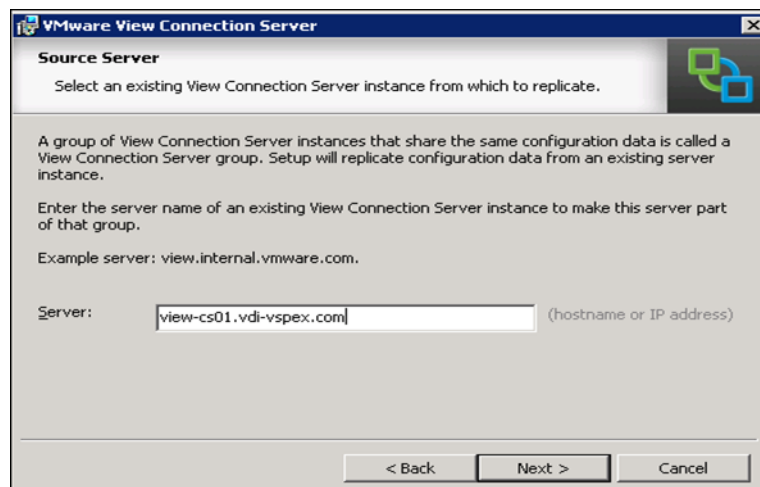 VMware View Connection Server
Source Server
Select an existing View Connection Server instance from which to replicate.
A group of View Connection Server instances that share the same configuration data is called a
View Connection Server group. Setup will replicate configuration data from an existing server
instance.
Enter the server name of an existing View Connection Server instance to make this server part
of that group.
Example server: view.internal.vmware.com.
Server: view-cs01.vdi-vspex.com (hostname or IP address)
< Back Next > Cancel